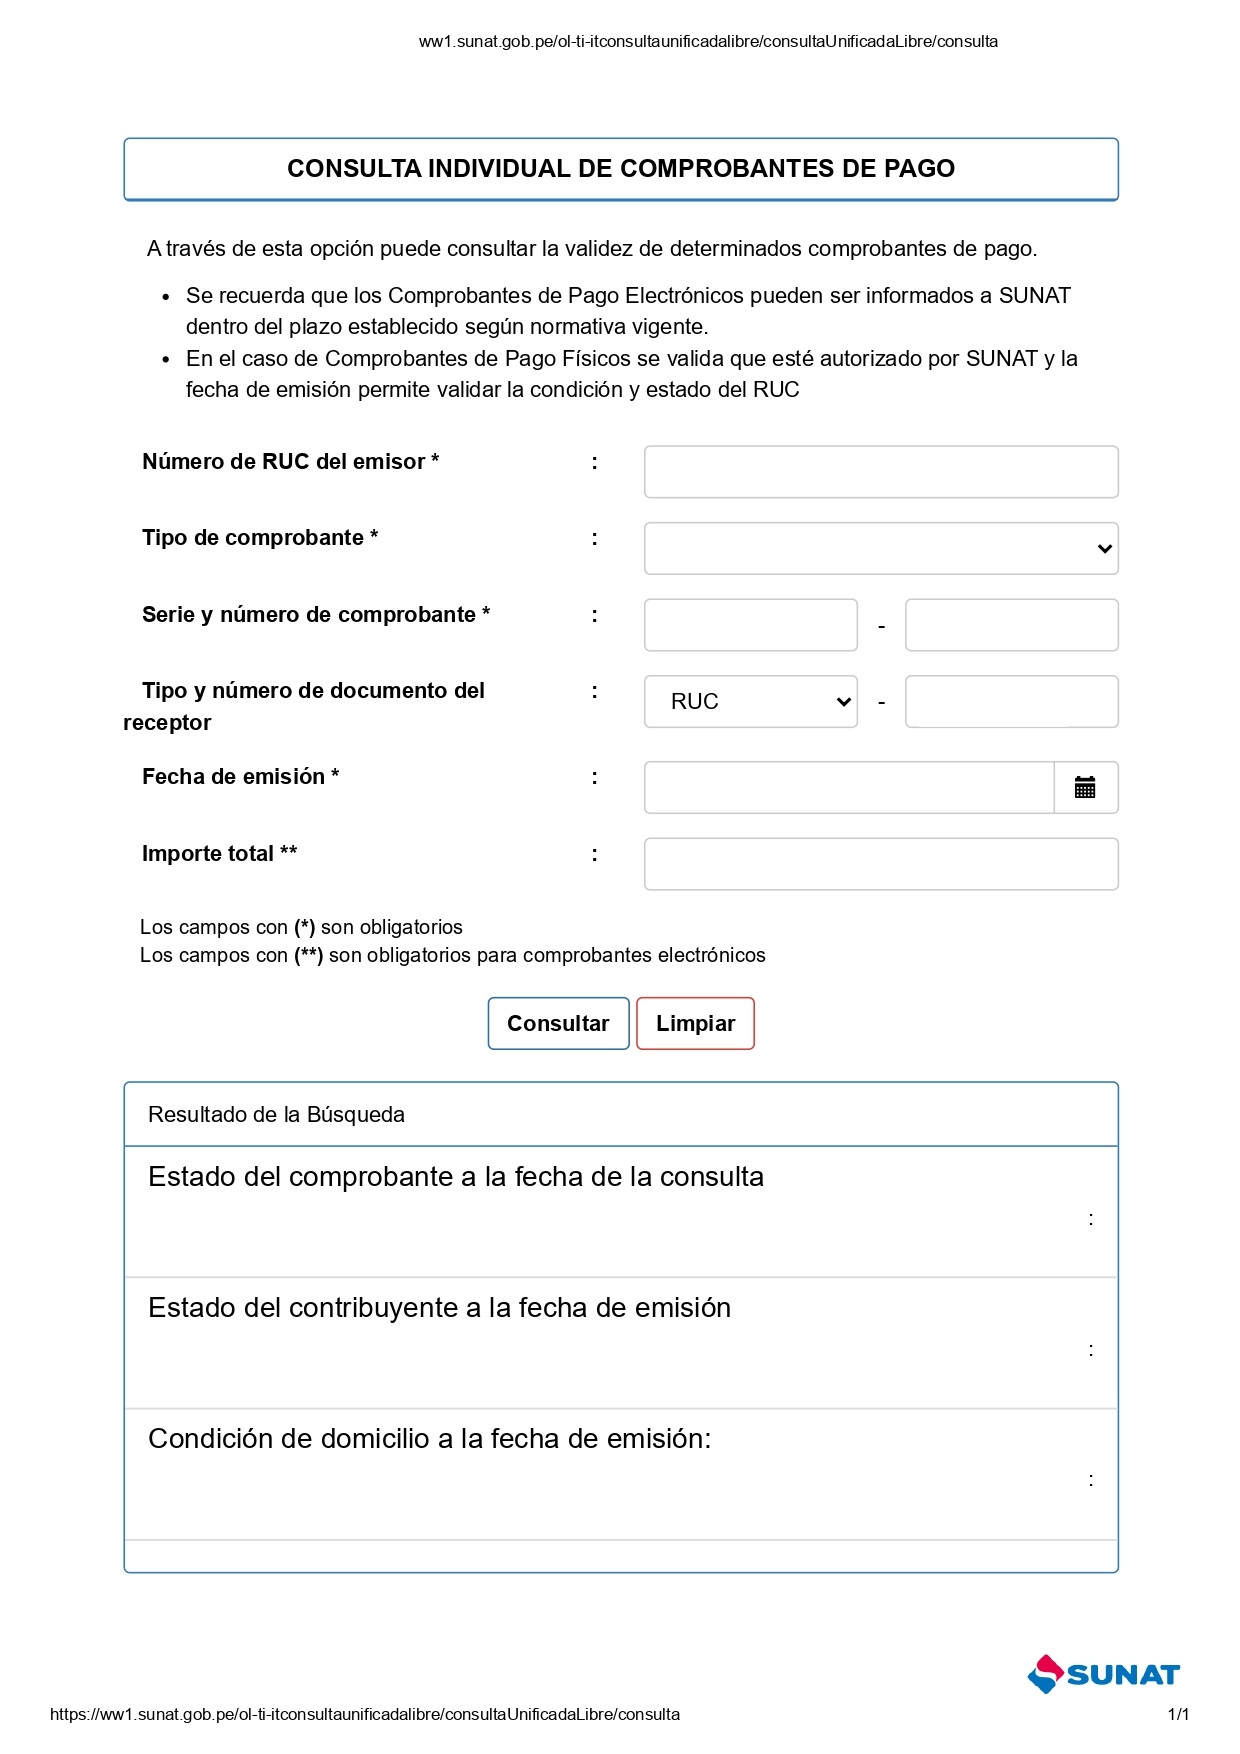 ww1.sunat.gob.pe/ol-ti-itconsultaunificadalibre/consultaUnificadaLibre/consulta
CONSULTA INDIVIDUAL DE COMPROBANTES DE PAGO
A través de esta opción puede consultar la validez de determinados comprobantes de pago.
• Se recuerda que los Comprobantes de Pago Electrónicos pueden ser informados a SUNAT
dentro del plazo establecido según normativa vigente.
• En el caso de Comprobantes de Pago Físicos se valida que esté autorizado por SUNAT y la
fecha de emisión permite validar la condición y estado del RUC
Número de RUC del emisor * :
Tipo de comprobante * :
Serie y número de comprobante * : -
Tipo y número de documento del : RUC -
receptor
Fecha de emisión * :
Importe total ** :
Los campos con (*) son obligatorios
Los campos con (**) son obligatorios para comprobantes electrónicos
Consultar Limpiar
Resultado de la Búsqueda
Estado del comprobante a la fecha de la consulta
:
Estado del contribuyente a la fecha de emisión
:
Condición de domicilio a la fecha de emisión:
:
SUNAT
https://ww1.sunat.gob.pe/ol-ti-itconsultaunificadalibre/consultaUnificadaLibre/consulta 1/1